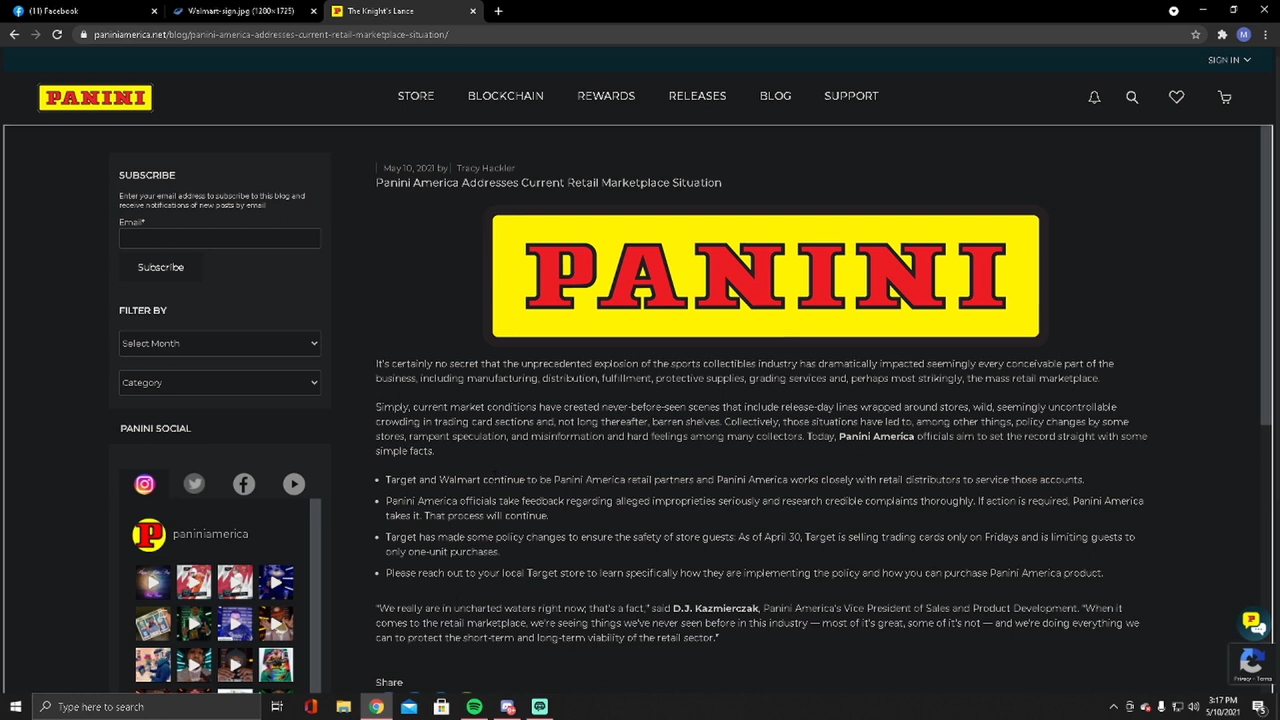 (11) Facebook
Walmart-sign.jpg (1200×1725)
The Knight's Lance
paniniamerica.net/blog/panini-america-addresses-current-retail-marketplace-situation/
M
SIGN IN
PANINI
STORE
BLOCKCHAIN
REWARDS
RELEASES
BLOG
SUPPORT
SUBSCRIBE
Enter your email address to subscribe to this blog and
receive notifications of new posts by email
Email*
Subscribe
FILTER BY
Select Month
Category
PANINI SOCIAL
paniniamerica
May 10, 2021 by | Tracy Hackler
Panini America Addresses Current Retail Marketplace Situation
PANINI
It's certainly no secret that the unprecedented explosion of the sports collectibles industry has dramatically impacted seemingly every conceivable part of the
business, including manufacturing, distribution, fulfillment, protective supplies, grading services and, perhaps most strikingly, the mass retail marketplace.
Simply, current market conditions have created never-before-seen scenes that include release-day lines wrapped around stores, wild, seemingly uncontrollable
crowding in trading card sections and, not long thereafter, barren shelves. Collectively, those situations have led to, among other things, policy changes by some
stores, rampant speculation, and misinformation and hard feelings among many collectors. Today, Panini America officials aim to set the record straight with some
simple facts.
• Target and Walmart continue to be Panini America retail partners and Panini America works closely with retail distributors to service those accounts.
• Panini America officials take feedback regarding alleged improprieties seriously and research credible complaints thoroughly. If action is required, Panini America
takes it. That process will continue.
• Target has made some policy changes to ensure the safety of store guests: As of April 30, Target is selling trading cards only on Fridays and is limiting guests to
only one-unit purchases.
• Please reach out to your local Target store to learn specifically how they are implementing the policy and how you can purchase Panini America product.
"We really are in uncharted waters right now; that's a fact," said D.J. Kazmierczak, Panini America's Vice President of Sales and Product Development. "When it
comes to the retail marketplace, we're seeing things we've never seen before in this industry — most of it's great, some of it's not — and we're doing everything we
can to protect the short-term and long-term viability of the retail sector."
Share
Privacy - Terms
Type here to search
3:17 PM
5/10/2021